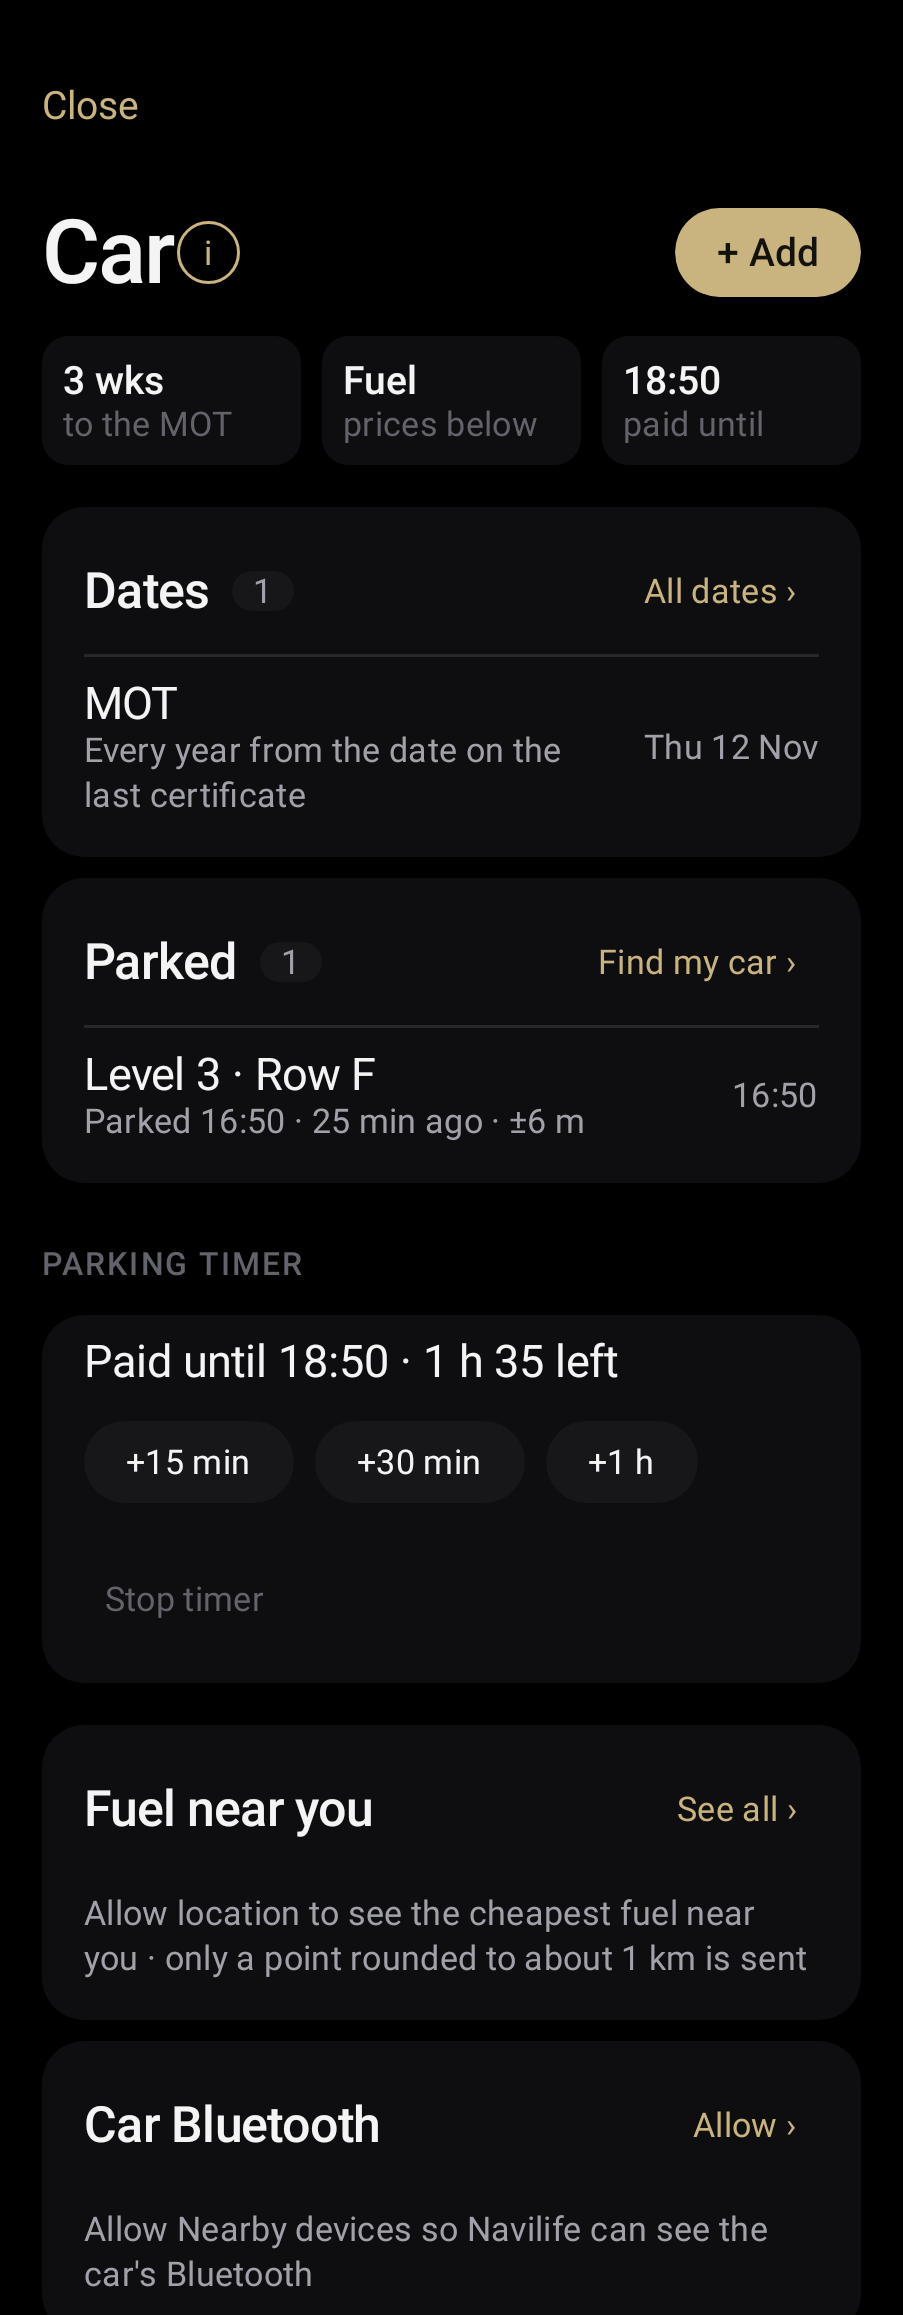 Close
Car i
+ Add
3 wks
to the MOT
Fuel
prices below
18:50
paid until
Dates 1
All dates ›
MOT
Every year from the date on the
last certificate
Thu 12 Nov
Parked 1
Find my car ›
Level 3 · Row F
Parked 16:50 · 25 min ago · ±6 m
16:50
PARKING TIMER
Paid until 18:50 · 1 h 35 left
+15 min
+30 min
+1 h
Stop timer
Fuel near you
See all ›
Allow location to see the cheapest fuel near
you · only a point rounded to about 1 km is sent
Car Bluetooth
Allow ›
Allow Nearby devices so Navilife can see the
car's Bluetooth